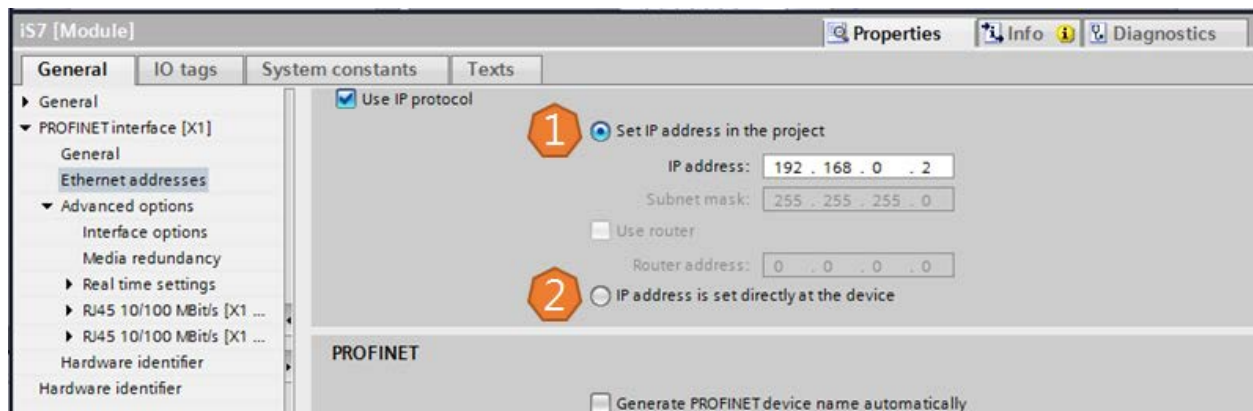 iS7 [Module]
Properties
Info
Diagnostics
General
IO tags
System constants
Texts
General
PROFINET interface [X1]
General
Ethernet addresses
Advanced options
Interface options
Media redundancy
Real time settings
RJ45 10/100 MBit/s [X1 ...
RJ45 10/100 MBit/s [X1 ...
Hardware identifier
Hardware identifier
Use IP protocol
1
Set IP address in the project
IP address: 192 . 168 . 0 . 2
Subnet mask: 255 . 255 . 255 . 0
Use router
Router address: 0 . 0 . 0 . 0
2
IP address is set directly at the device
PROFINET
Generate PROFINET device name automatically